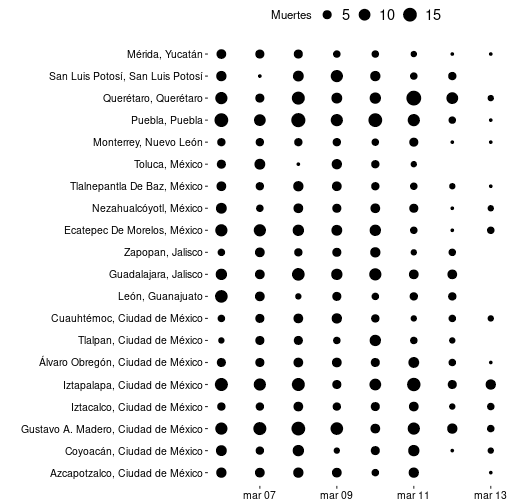 Muertes 5 10 15
Mérida, Yucatán
San Luis Potosí, San Luis Potosí
Querétaro, Querétaro
Puebla, Puebla
Monterrey, Nuevo León
Toluca, México
Tlalnepantla De Baz, México
Nezahualcóyotl, México
Ecatepec De Morelos, México
Zapopan, Jalisco
Guadalajara, Jalisco
León, Guanajuato
Cuauhtémoc, Ciudad de México
Tlalpan, Ciudad de México
Álvaro Obregón, Ciudad de México
Iztapalapa, Ciudad de México
Iztacalco, Ciudad de México
Gustavo A. Madero, Ciudad de México
Coyoacán, Ciudad de México
Azcapotzalco, Ciudad de México
mar 07 mar 09 mar 11 mar 13